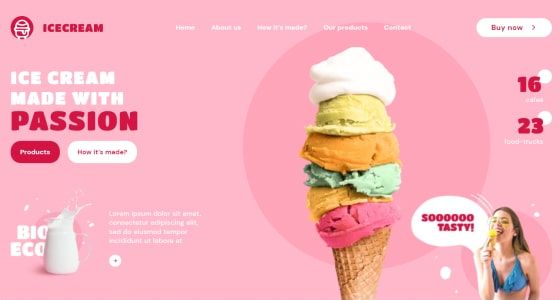 ICECREAM
Home About us How it's made? Our products Contact
Buy now
ICE CREAM
MADE WITH
PASSION
Products
How it's made?
16
cafes
23
food-trucks
BIO
ECO
Lorem ipsum dolor sit amet,
consectetur adipiscing elit,
sed do eiusmod tempor
incididunt ut labore et
SOOOOOO
TASTY!